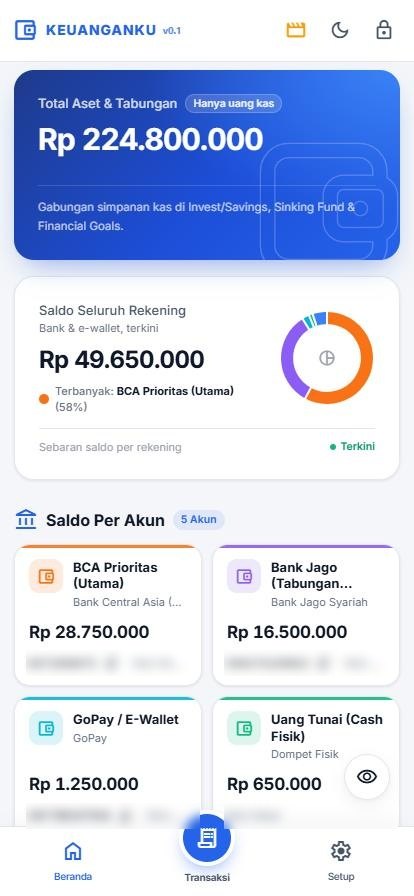 KEUANGANKU v0.1
Total Aset & Tabungan Hanya uang kas
Rp 224.800.000
Gabungan simpanan kas di Invest/Savings, Sinking Fund &
Financial Goals.
Saldo Seluruh Rekening
Bank & e-wallet, terkini
Rp 49.650.000
Terbanyak: BCA Prioritas (Utama)
(58%)
Sebaran saldo per rekening
Terkini
Saldo Per Akun 5 Akun
BCA Prioritas
(Utama)
Bank Central Asia (...
Rp 28.750.000
Bank Jago
(Tabungan...
Bank Jago Syariah
Rp 16.500.000
GoPay / E-Wallet
GoPay
Rp 1.250.000
Uang Tunai (Cash
Fisik)
Dompet Fisik
Rp 650.000
Beranda
Transaksi
Setup